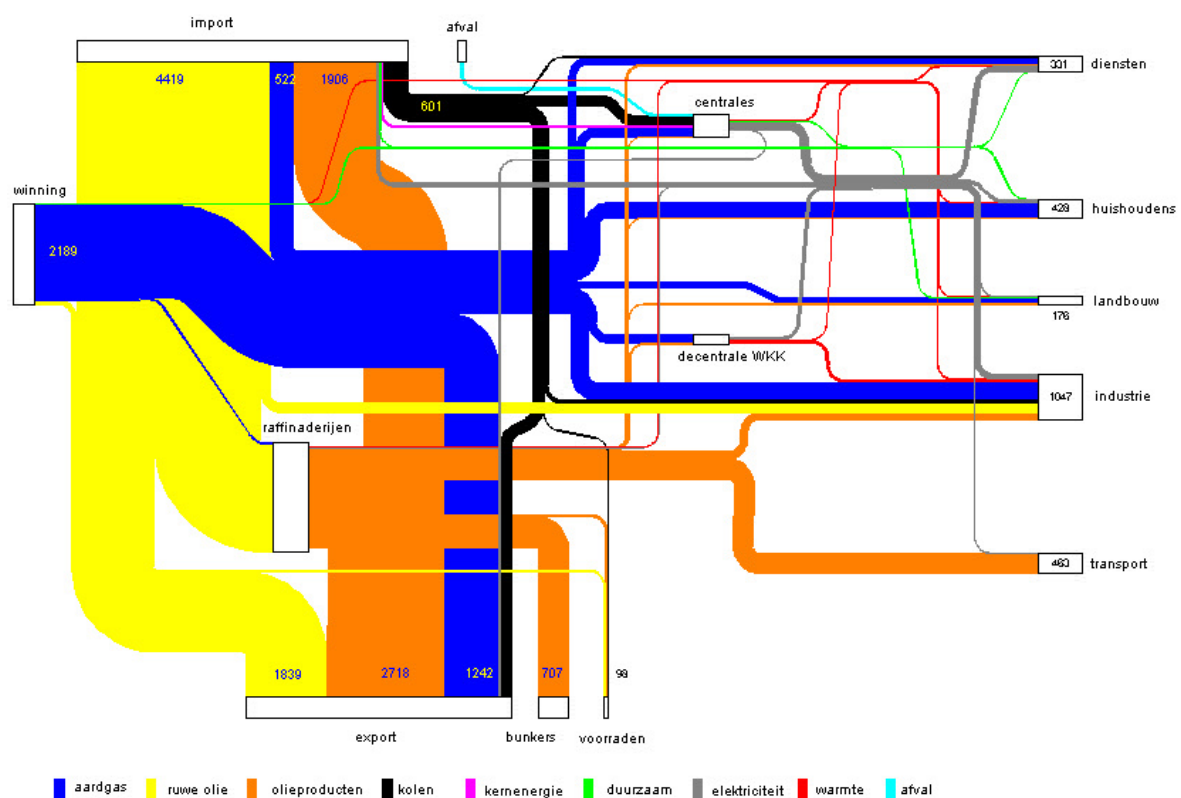 import
afval
4419
522
1906
601
centrales
331
diensten
winning
2189
428
huishoudens
landbouw
176
decentrale WKK
1047
industrie
raffinaderijen
463
transport
1839
2718
1242
707
98
export
bunkers
voorraden
aardgas
ruwe olie
olieproducten
kolen
kernenergie
duurzaam
elektriciteit
warmte
afval